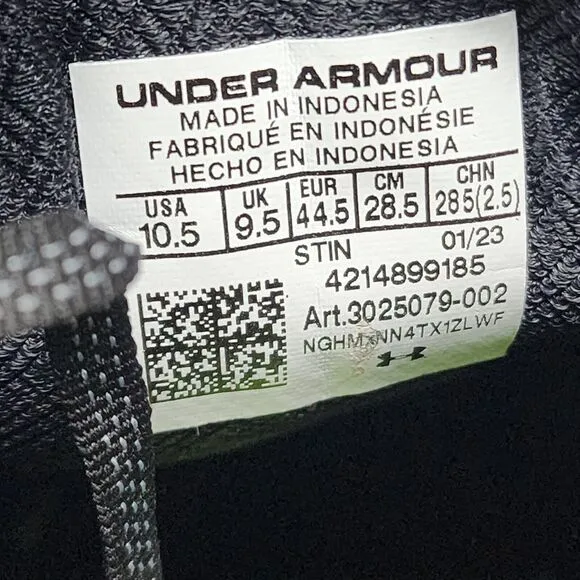 UNDER ARMOUR
MADE IN INDONESIA
FABRIQUÉ EN INDONÉSIE
HECHO EN INDONESIA
USA UK EUR CM CHN
10.5 9.5 44.5 28.5 285(2.5)
STIN 01/23
4214899185
Art.3025079-002
NGHMxNN4TX1ZLWF